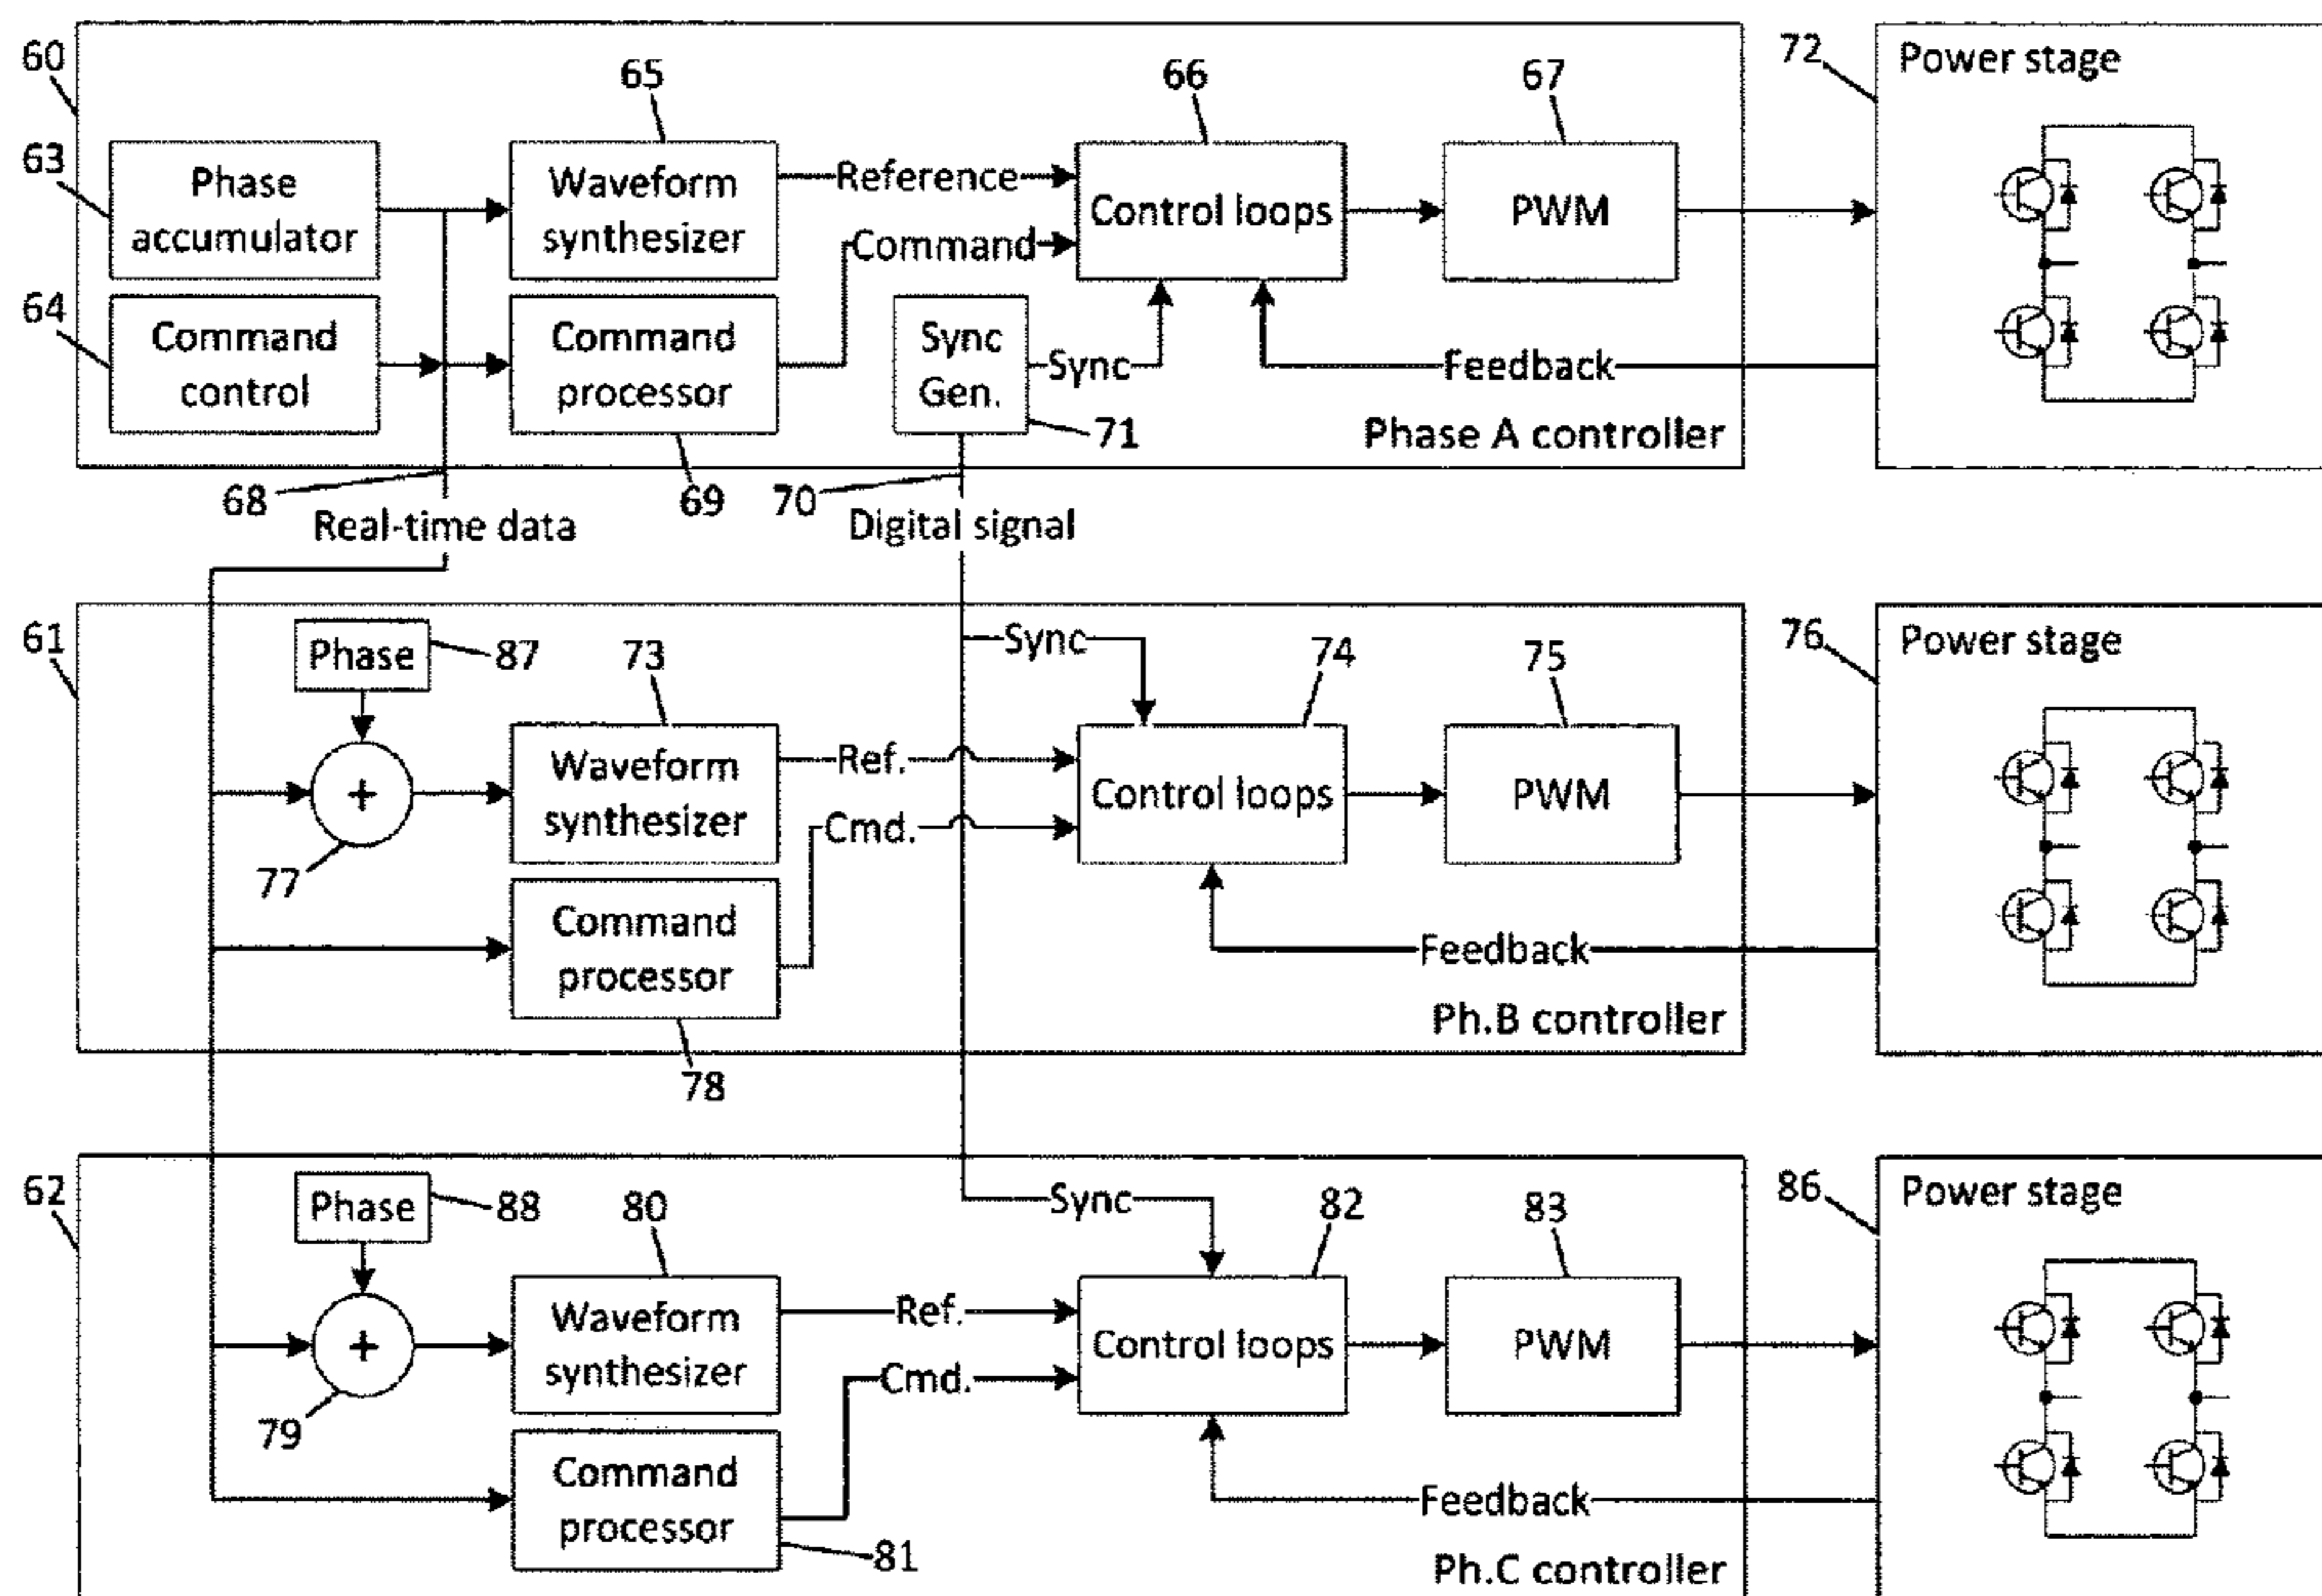 60
65
66
67
72
Power stage
63
Phase
accumulator
Waveform
synthesizer
Reference
Control loops
PWM
Command
64
Command
control
Command
processor
Sync
Gen.
Sync
Feedback
71
Phase A controller
68
69
70
Real-time data
Digital signal
61
Phase
87
73
Sync
74
75
76
Power stage
Waveform
synthesizer
Ref.
Control loops
PWM
+
Cmd.
77
Command
processor
Feedback
Ph.B controller
78
62
Phase
88
80
Sync
82
83
86
Power stage
Waveform
synthesizer
Ref.
Control loops
PWM
+
Cmd.
79
Command
processor
Feedback
81
Ph.C controller